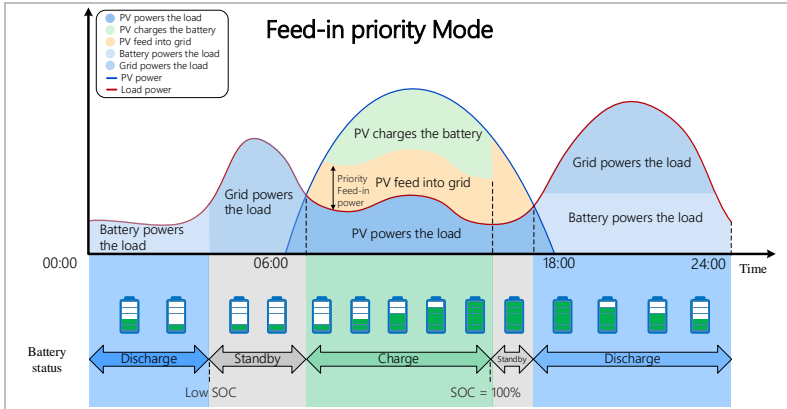 Feed-in priority Mode
PV powers the load
PV charges the battery
PV feed into grid
Battery powers the load
Grid powers the load
PV power
Load power
PV charges the battery
Priority
Feed-in
power
PV feed into grid
Grid powers
the load
Grid powers the load
Battery powers
the load
PV powers the load
Battery powers the load
00:00
06:00
18:00
24:00
Time
Battery
status
Discharge
Standby
Charge
Standby
Discharge
Low SOC
SOC = 100%